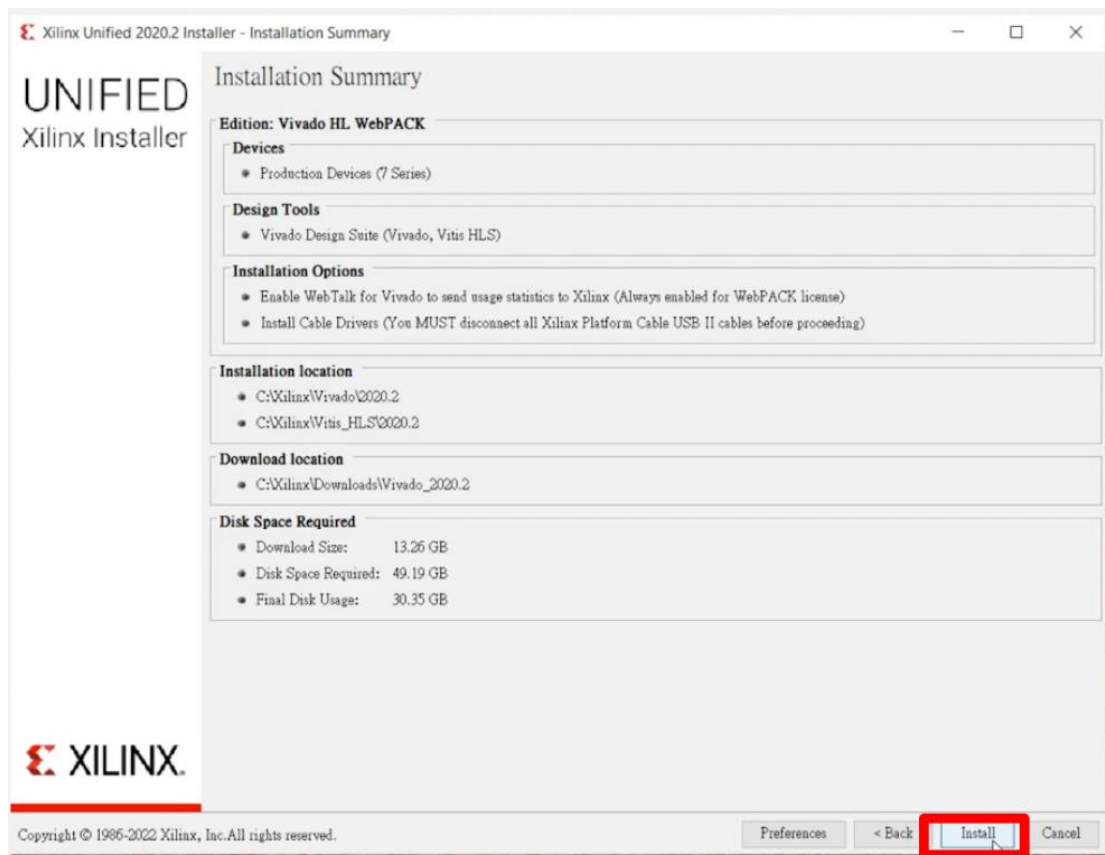 Xilinx Unified 2020.2 Installer - Installation Summary
UNIFIED
Xilinx Installer
Installation Summary
Edition: Vivado HL WebPACK
Devices
Production Devices (7 Series)
Design Tools
Vivado Design Suite (Vivado, Vitis HLS)
Installation Options
Enable WebTalk for Vivado to send usage statistics to Xilinx (Always enabled for WebPACK license)
Install Cable Drivers (You MUST disconnect all Xilinx Platform Cable USB II cables before proceeding)
Installation location
C:\Xilinx\Vivado\2020.2
C:\Xilinx\Vitis_HLS\2020.2
Download location
C:\Xilinx\Downloads\Vivado_2020.2
Disk Space Required
Download Size: 13.26 GB
Disk Space Required: 49.19 GB
Final Disk Usage: 30.35 GB
XILINX.
Copyright © 1986-2022 Xilinx, Inc.All rights reserved.
Preferences < Back Install Cancel